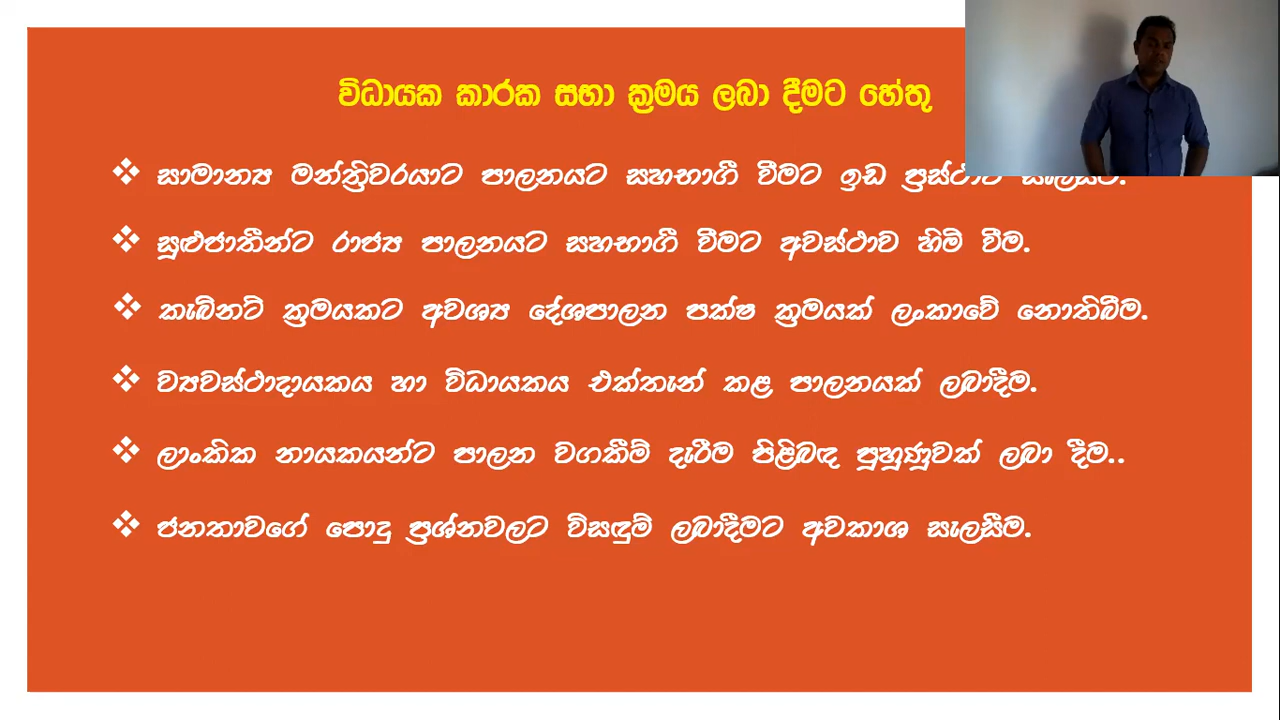 විධායක කාරක සභා ක්‍රමය ලබා දීමට හේතු
❖ සාමාන්‍ය මන්ත්‍රිවරයාට පාලනයට සහභාගී වීමට ඉඩ
❖ සුළුජාතීන්ට රාජ්‍ය පාලනයට සහභාගී වීමට අවස්ථාව හිමි වීම.
❖ කැබිනට් ක්‍රමයකට අවශ්‍ය දේශපාලන පක්ෂ ක්‍රමයක් ලංකාවේ නොතිබීම.
❖ ව්‍යවස්ථාදායකය හා විධායකය එක්තැන් කළ පාලනයක් ලබාදීම.
❖ ලාංකික නායකයන්ට පාලන වගකීම් දැරීම පිළිබඳ පුහුණුවක් ලබා දීම..
❖ ජනතාවගේ පොදු ප්‍රශ්නවලට විසඳුම් ලබාදීමට අවකාශ සැලසීම.